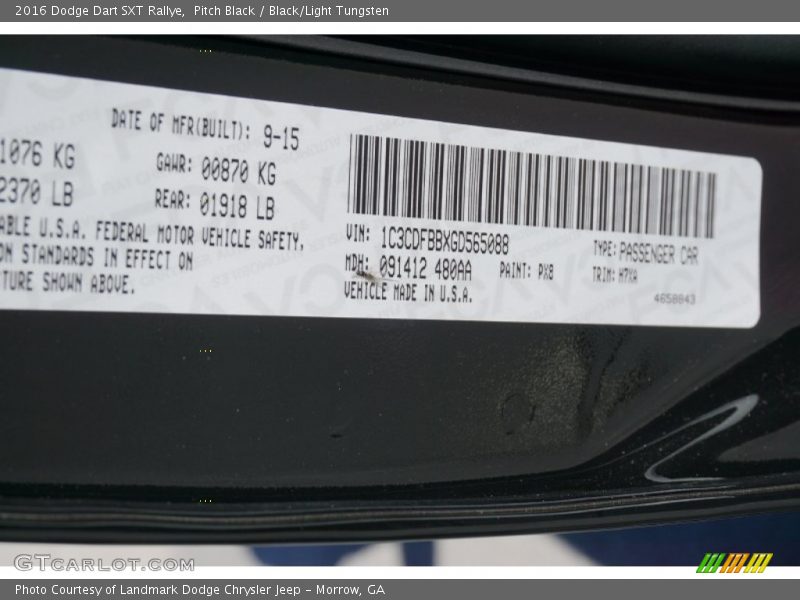 2016 Dodge Dart SXT Rallye, Pitch Black / Black/Light Tungsten
DATE OF MFR(BUILT): 9-15
1076 KG GAWR: 00870 KG
2370 LB REAR: 01918 LB
ABLE U.S.A. FEDERAL MOTOR VEHICLE SAFETY,
ON STANDARDS IN EFFECT ON
TURE SHOWN ABOVE.
VIN: 1C3CDFBBXGD565088 TYPE: PASSENGER CAR
MDH: 091412 480AA PAINT: PX8 TRIM: H7XA
VEHICLE MADE IN U.S.A. 4658843
GTCARLOT.COM
Photo Courtesy of Landmark Dodge Chrysler Jeep - Morrow, GA